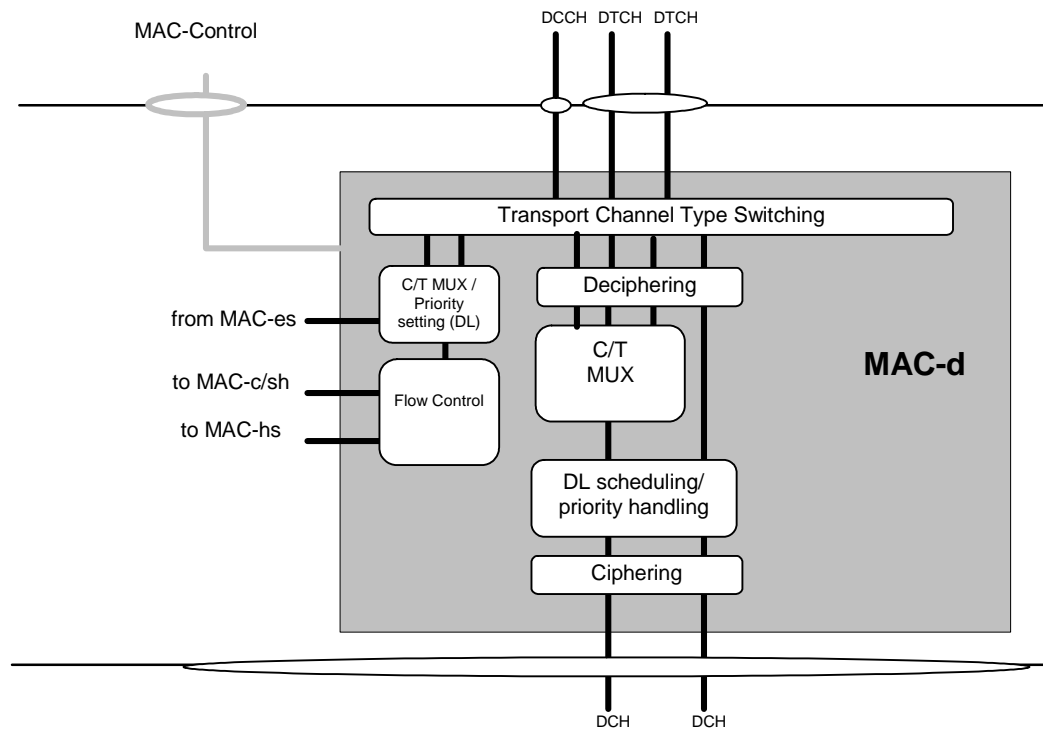 DCCH DTCH DTCH
MAC-Control
Transport Channel Type Switching
C/T MUX /
Priority
setting (DL)
Deciphering
from MAC-es
C/T
MUX
MAC-d
to MAC-c/sh
Flow Control
to MAC-hs
DL scheduling/
priority handling
Ciphering
DCH DCH